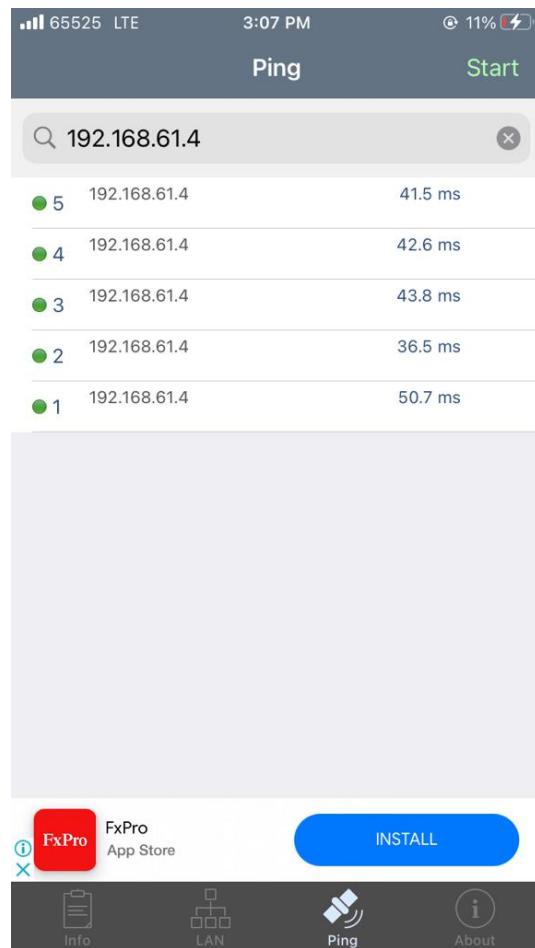 65525 LTE 3:07 PM 11%
Ping Start
192.168.61.4
5 192.168.61.4 41.5 ms
4 192.168.61.4 42.6 ms
3 192.168.61.4 43.8 ms
2 192.168.61.4 36.5 ms
1 192.168.61.4 50.7 ms
FxPro FxPro INSTALL
App Store
Info LAN Ping About